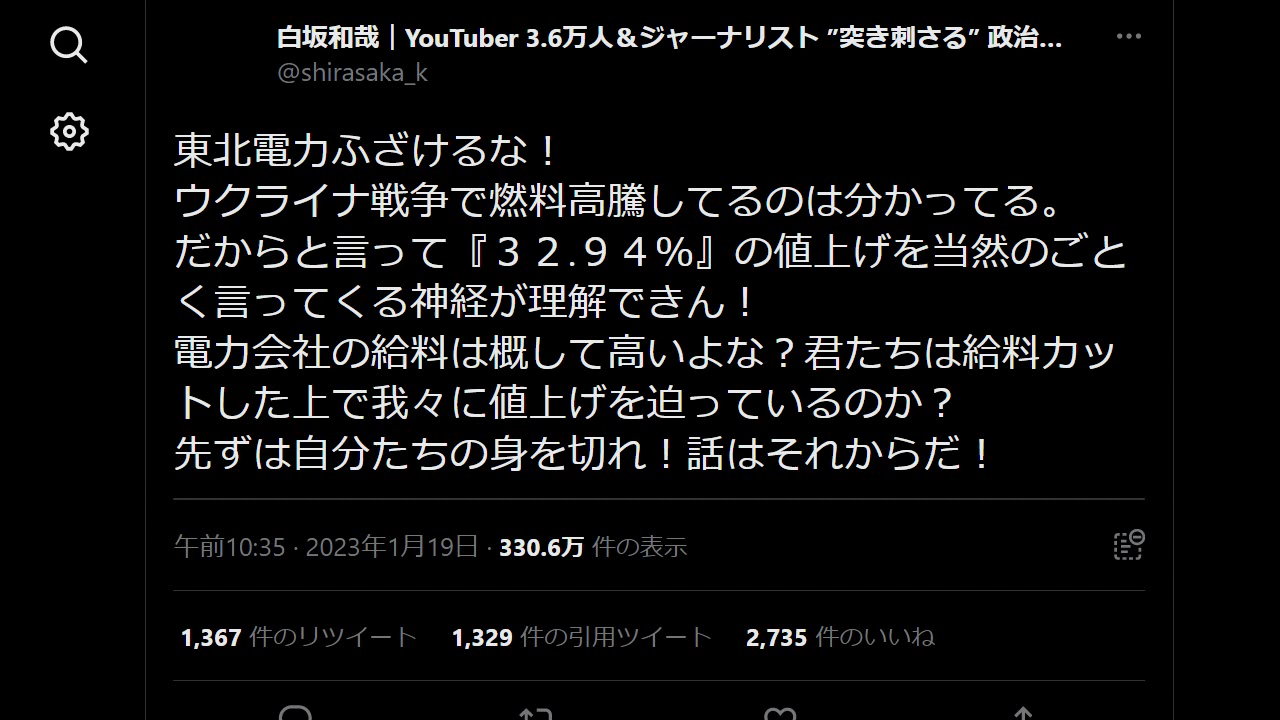 白坂和哉｜YouTuber 3.6万人＆ジャーナリスト ”突き刺さる” 政治...
@shirasaka_k
東北電力ふざけるな！
ウクライナ戦争で燃料高騰してるのは分かってる。
だからと言って『３２.９４%』の値上げを当然のごと
く言ってくる神経が理解できん！
電力会社の給料は概して高いよな？君たちは給料カッ
トした上で我々に値上げを迫っているのか？
先ずは自分たちの身を切れ！話はそれからだ！
午前10:35 · 2023年1月19日 · 330.6万 件の表示
1,367 件のリツイート 1,329 件の引用ツイート 2,735 件のいいね